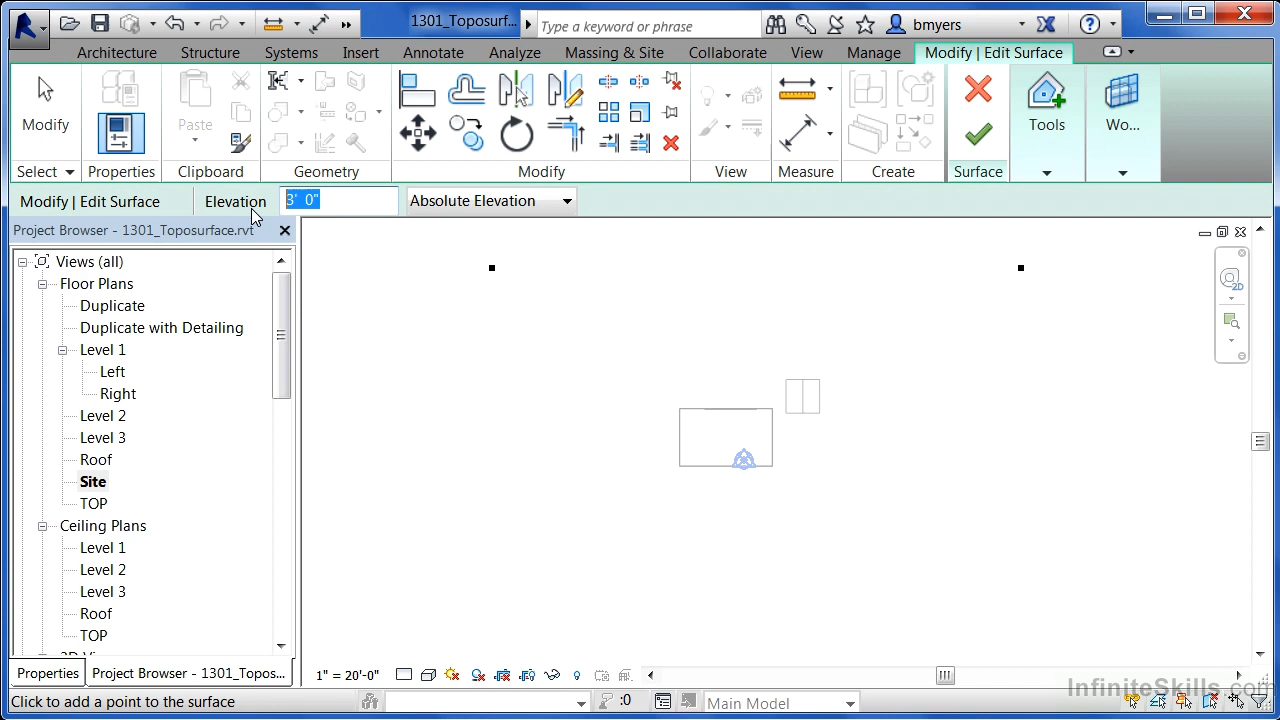 1301_Toposurf...
Type a keyword or phrase
bmyers
Architecture Structure Systems Insert Annotate Analyze Massing & Site Collaborate View Manage Modify | Edit Surface
Modify
Paste
Tools
Wo...
Select Properties Clipboard Geometry Modify View Measure Create Surface
Modify | Edit Surface Elevation 3' 0" Absolute Elevation
Project Browser - 1301_Toposurface.rvt
Views (all)
Floor Plans
Duplicate
Duplicate with Detailing
Level 1
Left
Right
Level 2
Level 3
Roof
Site
TOP
Ceiling Plans
Level 1
Level 2
Level 3
Roof
TOP
2D
Properties Project Browser - 1301_Topos...
1" = 20'-0"
InfiniteSkills.com
Click to add a point to the surface
:0
Main Model